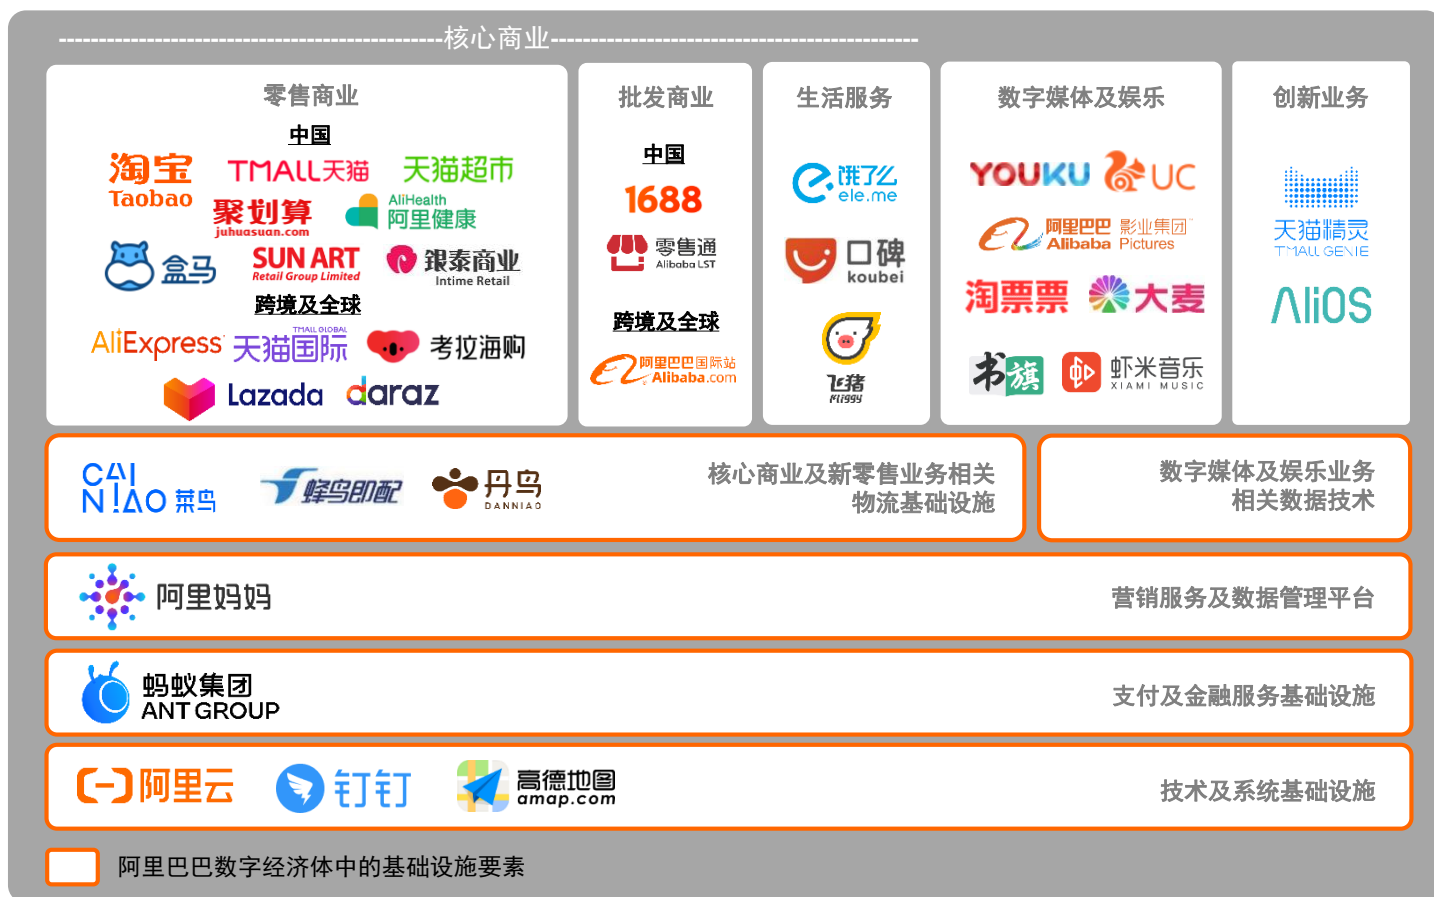 核心商业
零售商业
中国
淘宝
Taobao
TMALL天猫
天猫超市
聚划算
juhuasuan.com
AliHealth
阿里健康
盒马
SUN ART
Retail Group Limited
银泰商业
Intime Retail
跨境及全球
AliExpress
TMALL GLOBAL
天猫国际
考拉海购
Lazada
daraz
批发商业
中国
1688
零售通
Alibaba LST
跨境及全球
阿里巴巴国际站
Alibaba.com
生活服务
饿了么
ele.me
口碑
koubei
飞猪
Fliggy
数字媒体及娱乐
YOUKU
UC
阿里巴巴 影业集团
Alibaba Pictures
淘票票
大麦
书旗
虾米音乐
XIAMI MUSIC
创新业务
天猫精灵
TMALL GENIE
AliOS
CAI
NIAO 菜鸟
蜂鸟即配
丹鸟
DANNIAO
核心商业及新零售业务相关
物流基础设施
数字媒体及娱乐业务
相关数据技术
阿里妈妈
营销服务及数据管理平台
蚂蚁集团
ANT GROUP
支付及金融服务基础设施
阿里云
钉钉
高德地图
amap.com
技术及系统基础设施
阿里巴巴数字经济体中的基础设施要素